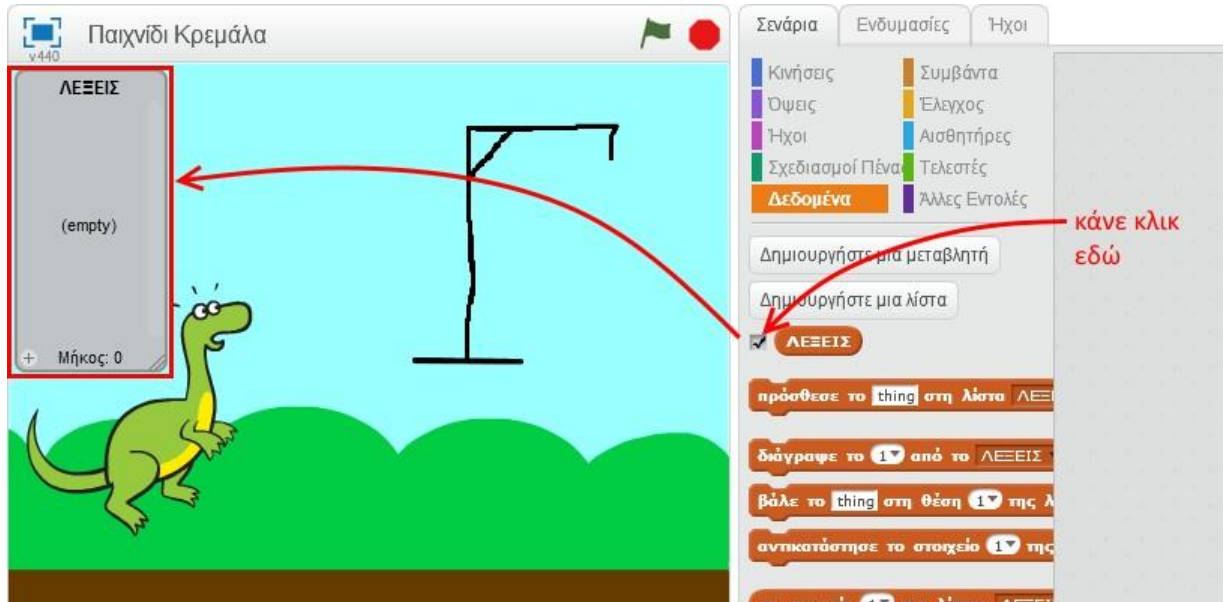 Παιχνίδι Κρεμάλα
v440
ΛΕΞΕΙΣ
(empty)
+ Μήκος: 0
Σενάρια Ενδυμασίες Ήχοι
Κινήσεις Συμβάντα
Όψεις Έλεγχος
Ήχοι Αισθητήρες
Σχεδιασμοί Πένας Τελεστές
Δεδομένα Άλλες Εντολές
κάνε κλικ
εδώ
Δημιουργήστε μια μεταβλητή
Δημιουργήστε μια λίστα
ΛΕΞΕΙΣ
πρόσθεσε το thing στη λίστα
διάγραψε το 1 από το ΛΕΞΕΙΣ
βάλε το thing στη θέση 1 της
αντικατάστησε το στοιχείο 1 της